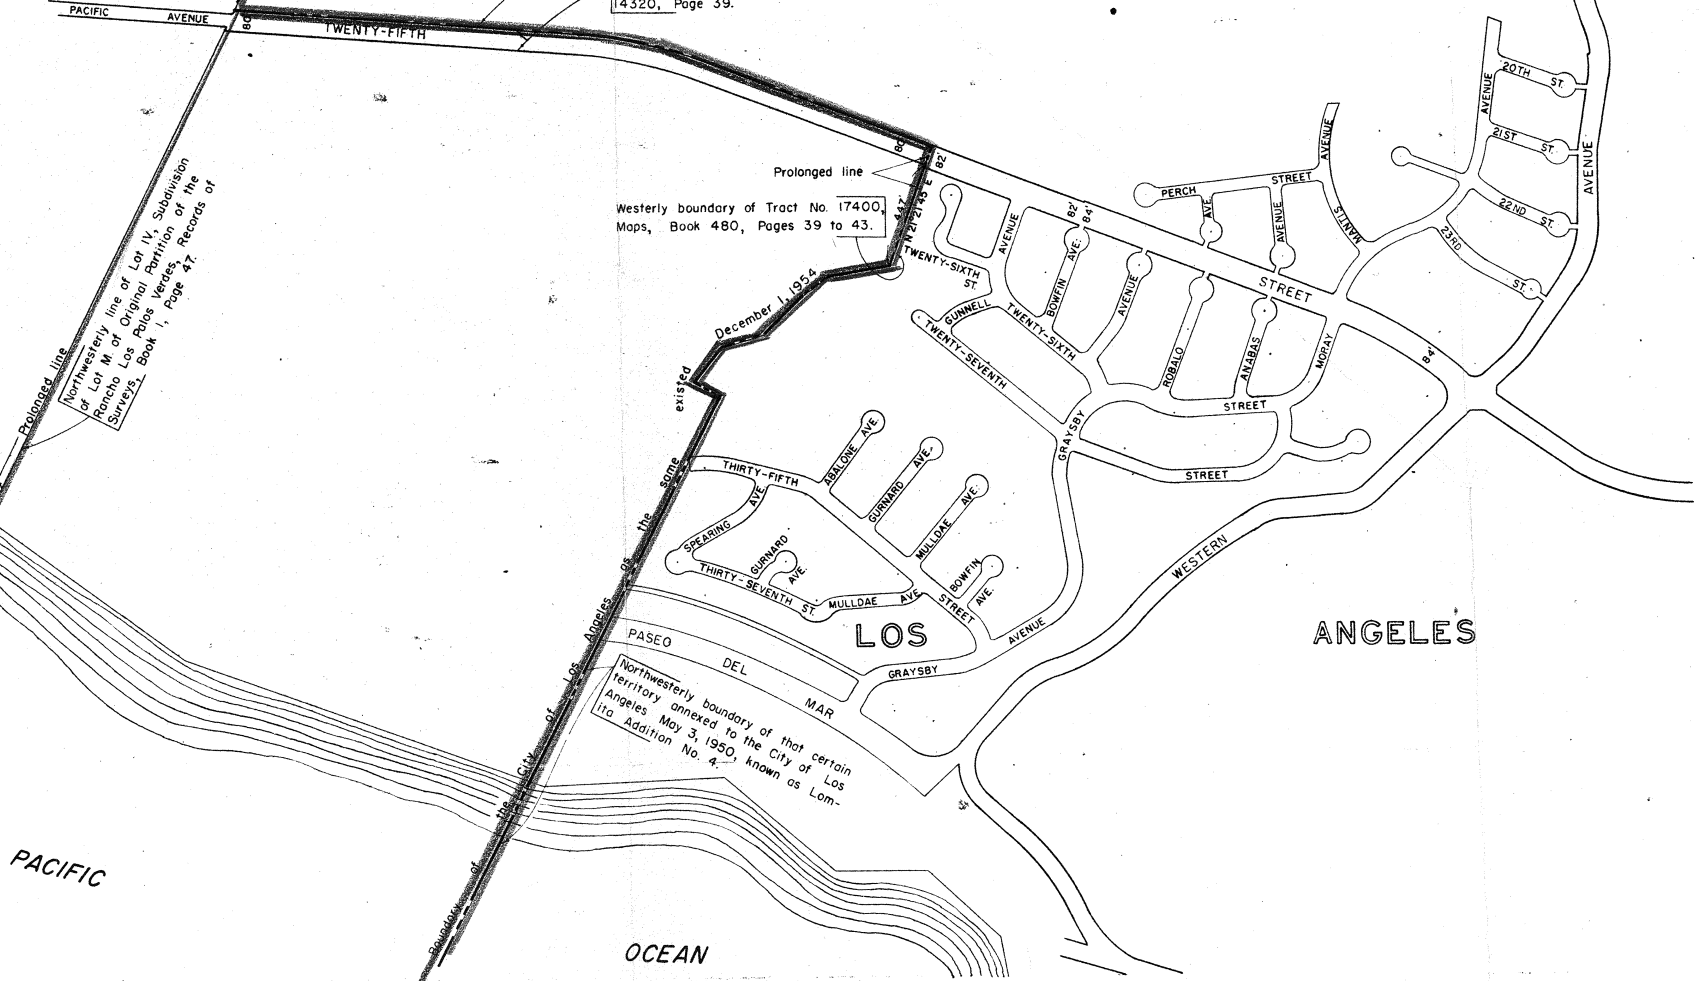 14320, Page 39.
PACIFIC AVENUE
80'
TWENTY-FIFTH
Prolonged line
80'
82'
Westerly boundary of Tract No. 17400,
Maps, Book 480, Pages 39 to 43.
447'
N 21°21'45" E
Northwesterly line of Lot IV, Subdivision
of Lot M of Original Partition of the
Rancho Los Palos Verdes, Records of
Surveys, Book 1, Page 47.
Prolonged line
Boundary of the City of Los Angeles as the same existed December 1, 1954
20TH ST.
AVENUE
21ST ST.
AVENUE
22ND ST.
23RD ST.
AVENUE
PERCH STREET
MANTIS
AVE
AVENUE
82'
84'
STREET
84'
AVENUE
TWENTY-SIXTH
ST.
GUNNELL
TWENTY-SIXTH
BOWFIN AVE.
AVENUE
TWENTY-SEVENTH
ROBALO
ANABAS
MORAY
STREET
GRAYSBY
STREET
THIRTY-FIFTH
ABALONE AVE.
GURNARD AVE.
MULLDAE AVE.
BOWFIN
AVE.
SPEARING AVE.
GURNARD
AVE.
THIRTY-SEVENTH ST.
MULLDAE AVE.
STREET
AVENUE
GRAYSBY
WESTERN
LOS ANGELES
PASEO DEL MAR
Northwesterly boundary of that certain
territory annexed to the City of Los
Angeles May 3, 1950, known as Lom-
ita Addition No. 4.
PACIFIC
OCEAN